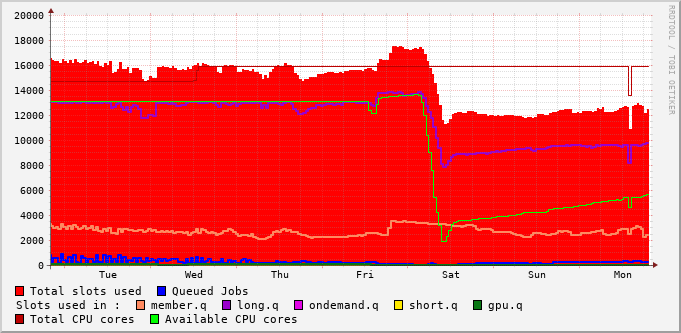 20000
18000
16000
14000
12000
10000
8000
6000
4000
2000
0
Tue Wed Thu Fri Sat Sun Mon
RRDTOOL / TOBI OETIKER
Total slots used Queued Jobs
Slots used in : member.q long.q ondemand.q short.q gpu.q
Total CPU cores Available CPU cores